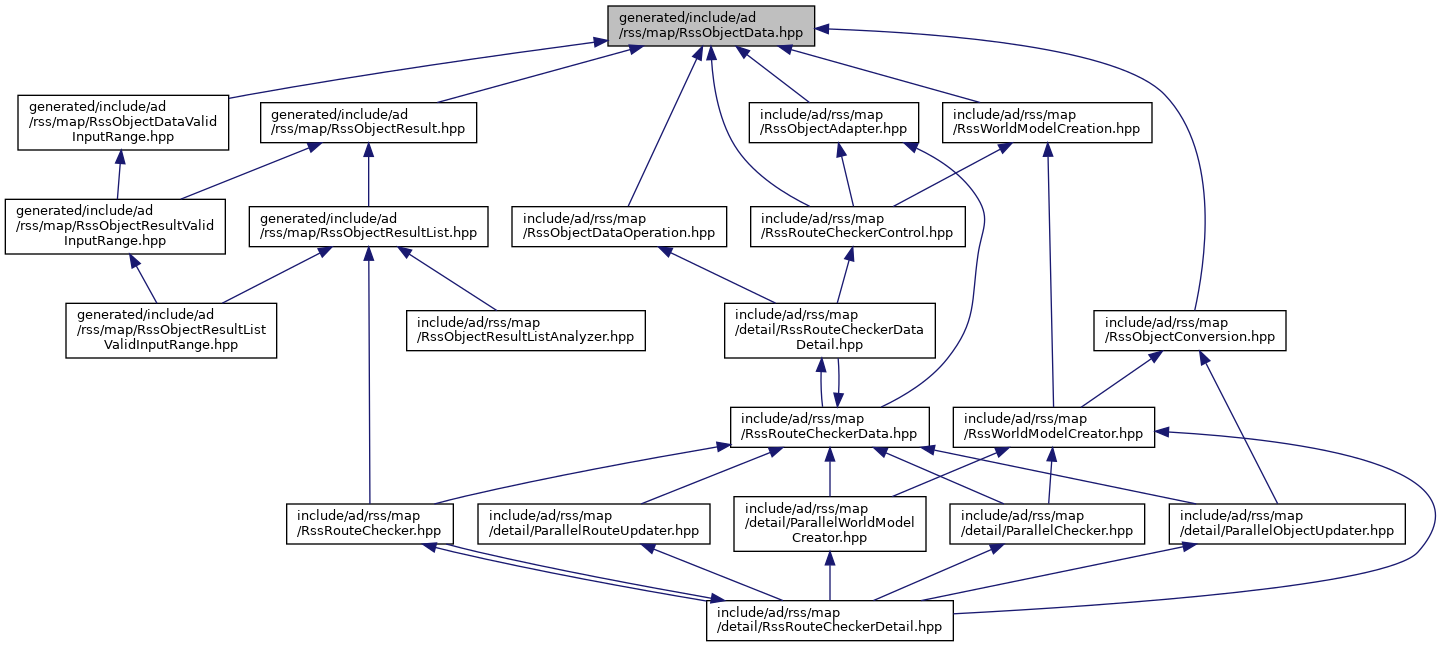 generated/include/ad
/rss/map/RssObjectData.hpp
generated/include/ad
/rss/map/RssObjectDataValid
InputRange.hpp
generated/include/ad
/rss/map/RssObjectResult.hpp
include/ad/rss/map
/RssObjectAdapter.hpp
include/ad/rss/map
/RssWorldModelCreation.hpp
generated/include/ad
/rss/map/RssObjectResultValid
InputRange.hpp
generated/include/ad
/rss/map/RssObjectResultList.hpp
include/ad/rss/map
/RssObjectDataOperation.hpp
include/ad/rss/map
/RssRouteCheckerControl.hpp
generated/include/ad
/rss/map/RssObjectResultList
ValidInputRange.hpp
include/ad/rss/map
/RssObjectResultListAnalyzer.hpp
include/ad/rss/map
/detail/RssRouteCheckerData
Detail.hpp
include/ad/rss/map
/RssObjectConversion.hpp
include/ad/rss/map
/RssRouteCheckerData.hpp
include/ad/rss/map
/RssWorldModelCreator.hpp
include/ad/rss/map
/RssRouteChecker.hpp
include/ad/rss/map
/detail/ParallelRouteUpdater.hpp
include/ad/rss/map
/detail/ParallelWorldModel
Creator.hpp
include/ad/rss/map
/detail/ParallelChecker.hpp
include/ad/rss/map
/detail/ParallelObjectUpdater.hpp
include/ad/rss/map
/detail/RssRouteCheckerDetail.hpp